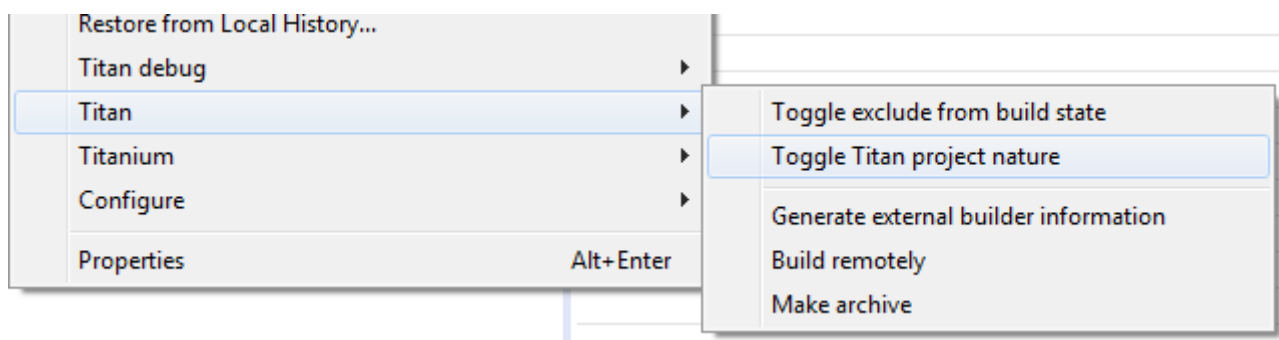 Restore from Local History...
Titan debug
Titan
Titanium
Configure
Properties Alt+Enter
Toggle exclude from build state
Toggle Titan project nature
Generate external builder information
Build remotely
Make archive